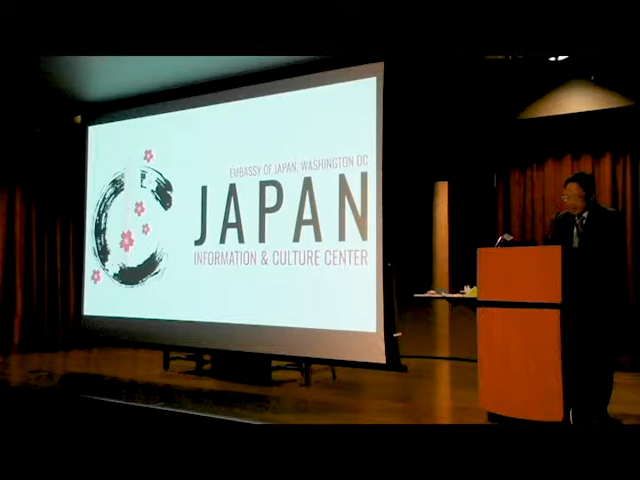 EMBASSY OF JAPAN, WASHINGTON DC
JAPAN
INFORMATION & CULTURE CENTER